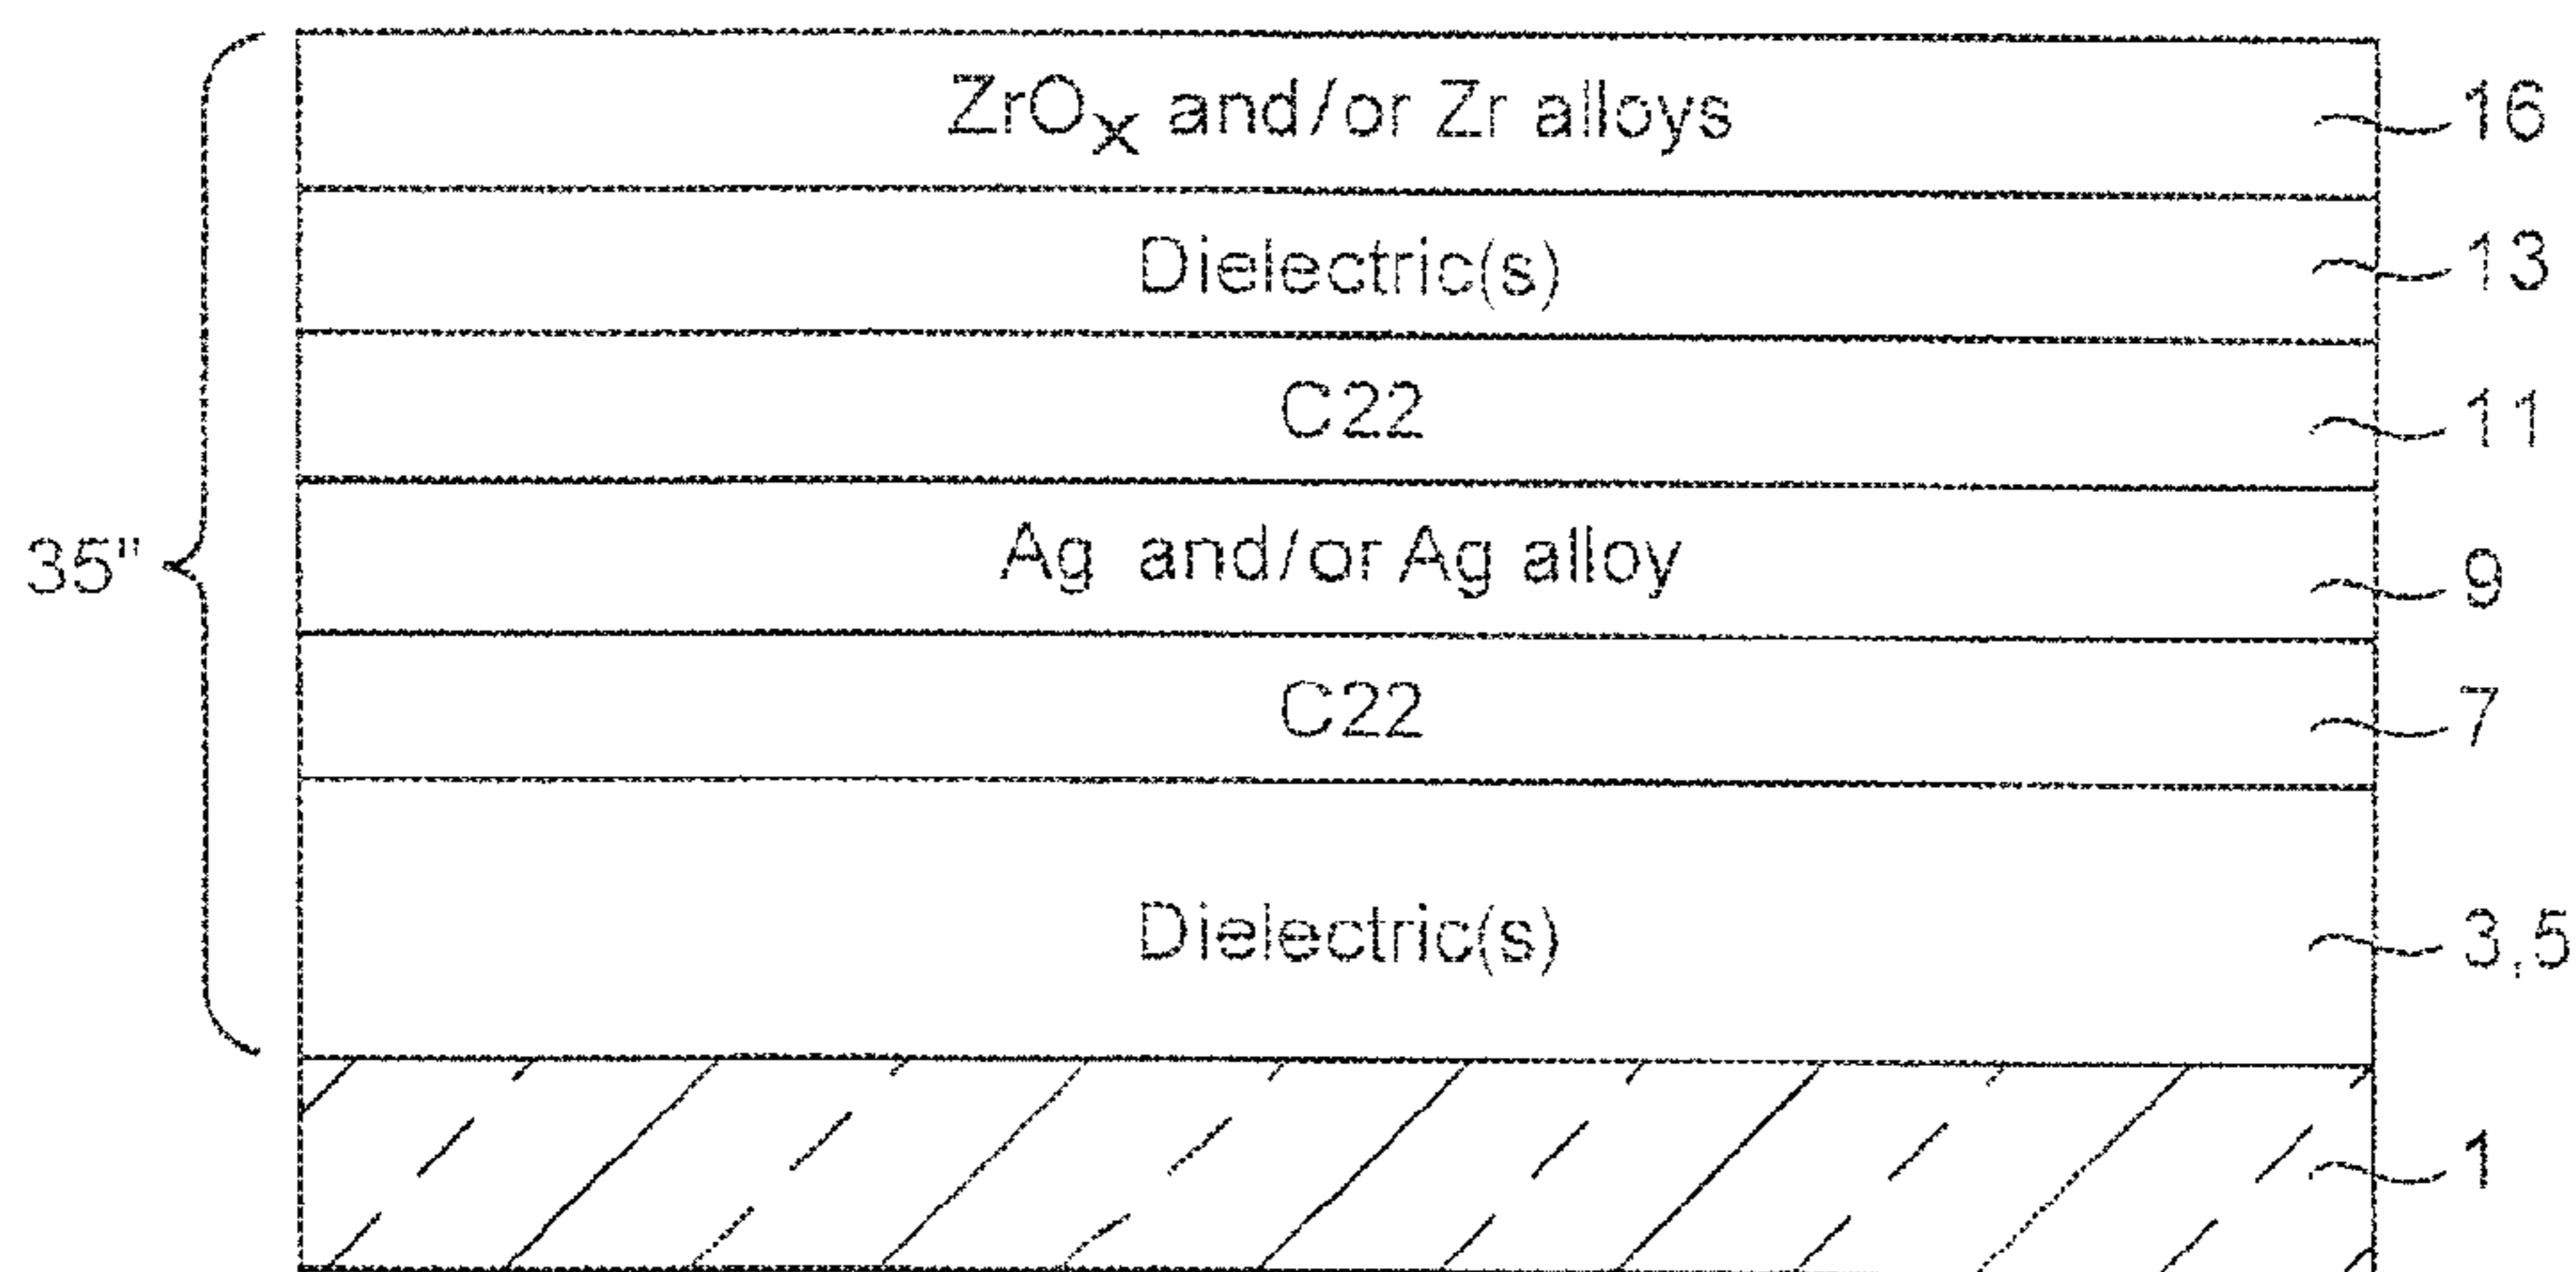 ZrOx and/or Zr alloys 16
Dielectric(s) 13
C22 11
35" Ag and/or Ag alloy 9
C22 7
Dielectric(s) 3,5
1